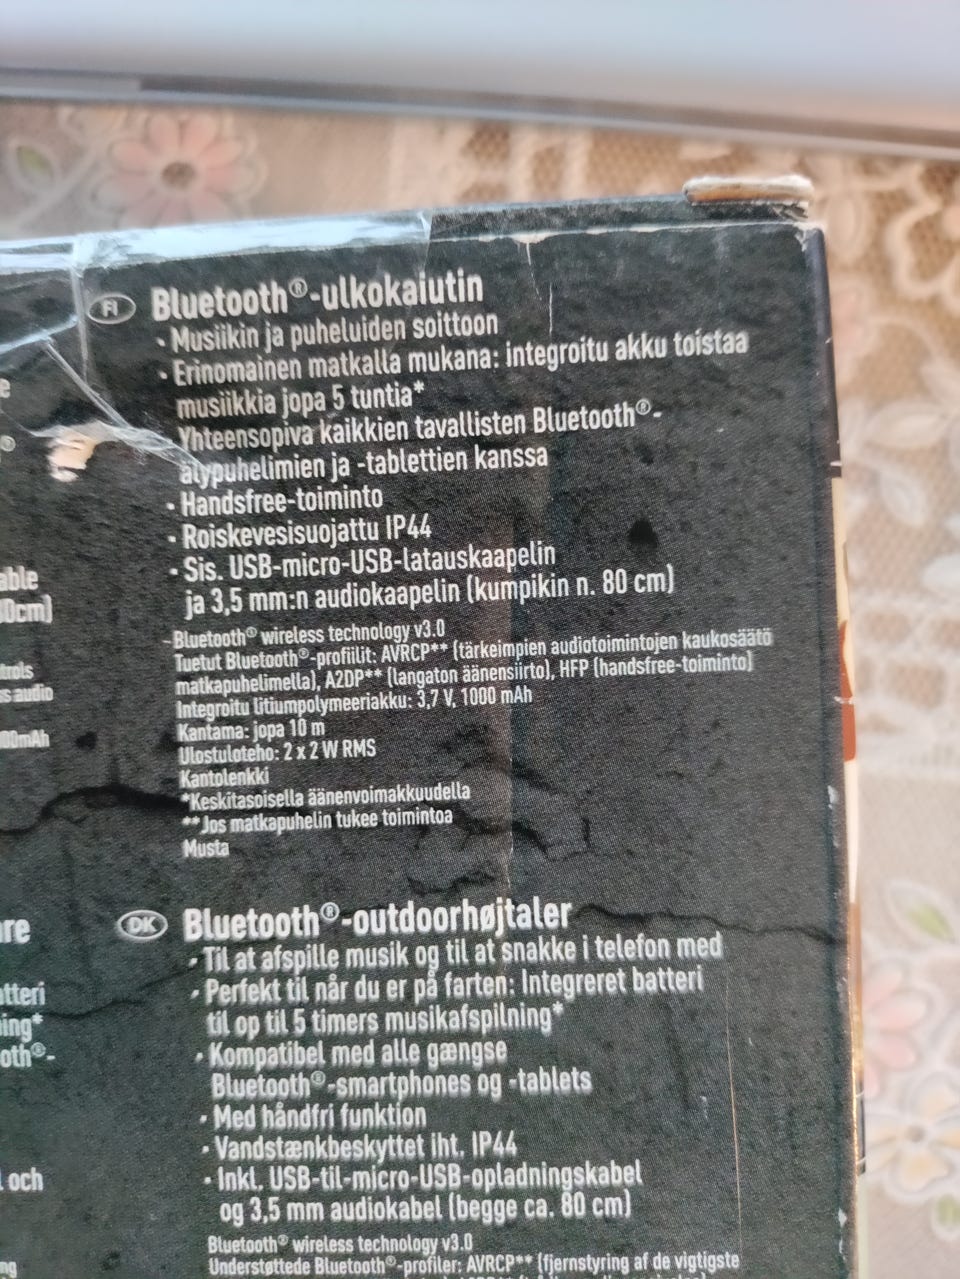 FI Bluetooth®-ulkokaiutin
• Musiikin ja puheluiden soittoon
• Erinomainen matkalla mukana: integroitu akku toistaa
musiikkia jopa 5 tuntia*
Yhteensopiva kaikkien tavallisten Bluetooth®-
älypuhelimien ja -tablettien kanssa
• Handsfree-toiminto
• Roiskevesisuojattu IP44
• Sis. USB-micro-USB-latauskaapelin
ja 3,5 mm:n audiokaapelin (kumpikin n. 80 cm)
Bluetooth® wireless technology v3.0
Tuetut Bluetooth®-profiilit: AVRCP** (tärkeimpien audiotoimintojen kaukosäätö
matkapuhelimella), A2DP** (langaton äänensiirto), HFP (handsfree-toiminto)
Integroitu litiumpolymeeriakku: 3,7 V, 1000 mAh
Kantama: jopa 10 m
Ulostuloteho: 2 x 2 W RMS
Kantolenkki
*Keskitasoisella äänenvoimakkuudella
**Jos matkapuhelin tukee toimintoa
Musta
DK Bluetooth®-outdoorhøjtaler
• Til at afspille musik og til at snakke i telefon med
• Perfekt til når du er på farten: Integreret batteri
til op til 5 timers musikafspilning*
• Kompatibel med alle gængse
Bluetooth®-smartphones og -tablets
• Med håndfri funktion
• Vandstænkbeskyttet iht. IP44
• Inkl. USB-til-micro-USB-opladningskabel
og 3,5 mm audiokabel (begge ca. 80 cm)
Bluetooth® wireless technology v3.0
Understøttede Bluetooth®-profiler: AVRCP** (fjernstyring af de vigtigste